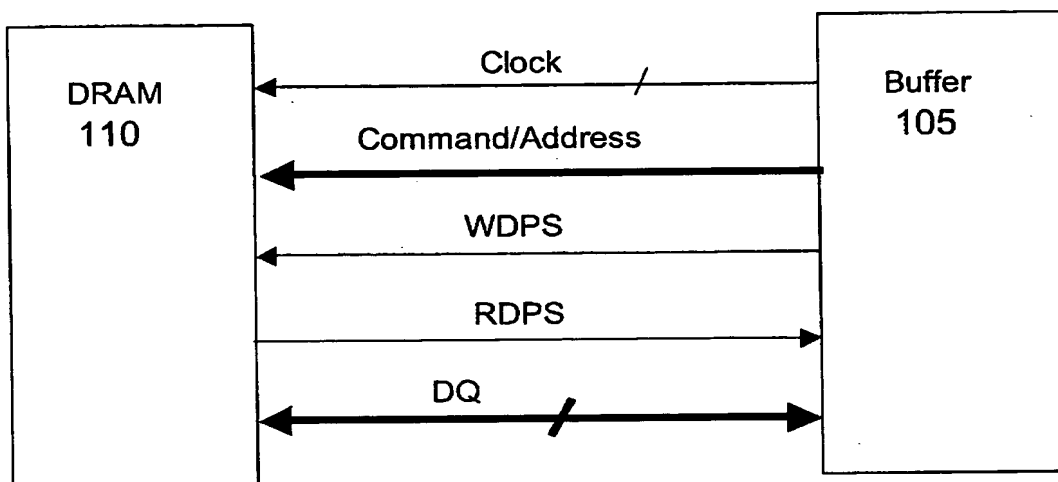 DRAM
110
Clock
Command/Address
WDPS
RDPS
DQ
Buffer
105